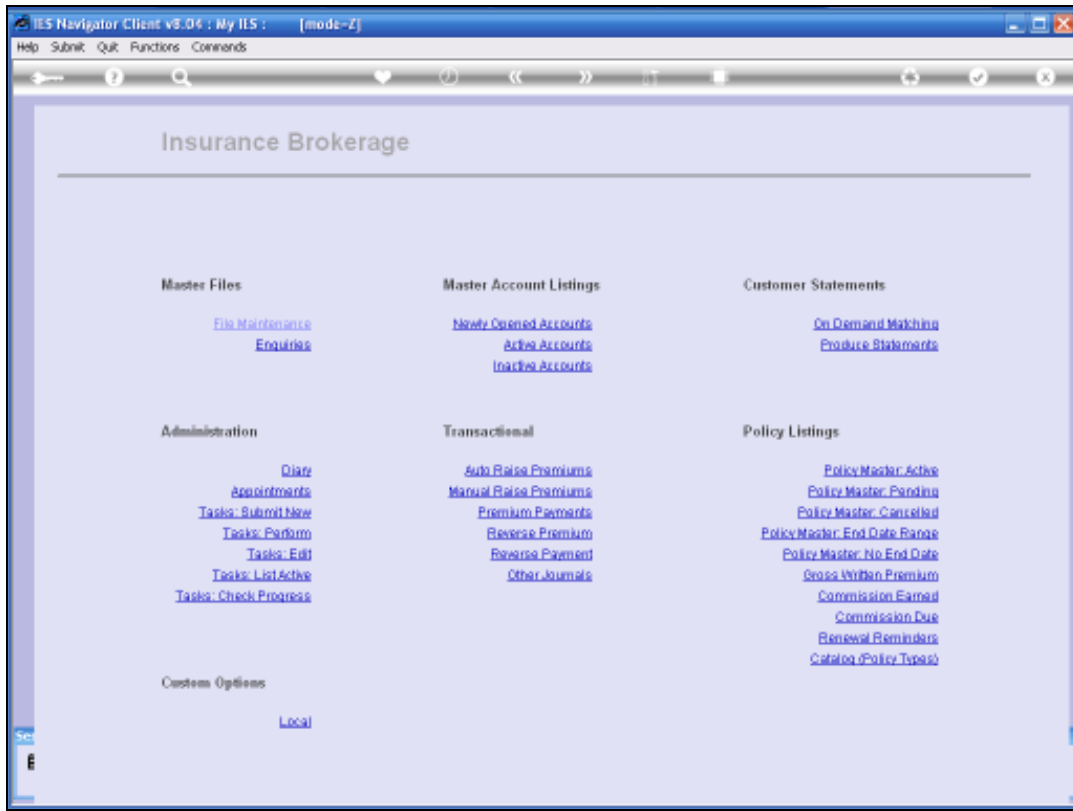 IES Navigator Client v8.04 : My IES : [mode-Z]
Help Submit Quit Functions Commands
Insurance Brokerage
Master Files
File Maintenance
Enquiries
Master Account Listings
Newly Opened Accounts
Active Accounts
Inactive Accounts
Customer Statements
On Demand Matching
Produce Statements
Administration
Diary
Appointments
Tasks: Submit New
Tasks: Perform
Tasks: Edit
Tasks: List Active
Tasks: Check Progress
Transactional
Auto Raise Premiums
Manual Raise Premiums
Premium Payments
Reverse Premium
Reverse Payment
Other Journals
Policy Listings
Policy Master: Active
Policy Master: Pending
Policy Master: Cancelled
Policy Master: End Date Range
Policy Master: No End Date
Gross Written Premium
Commission Earned
Commission Due
Renewal Reminders
Catalog (Policy Types)
Custom Options
Local